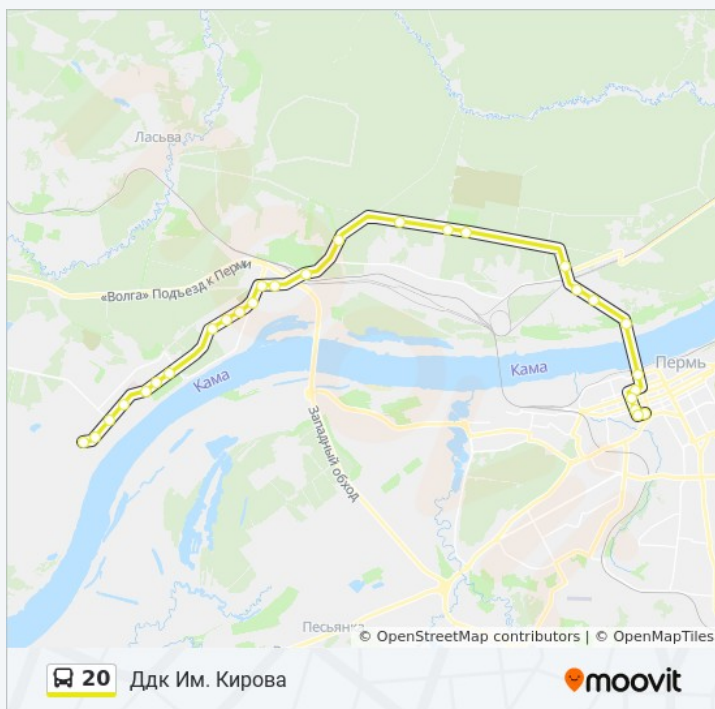 Ласьва
«Волга» Подъезд к Перми
Кама
Кама
Пермь
Западный обход
Песьянка
© OpenStreetMap contributors | © OpenMapTiles
20 Ддк Им. Кирова
moovit